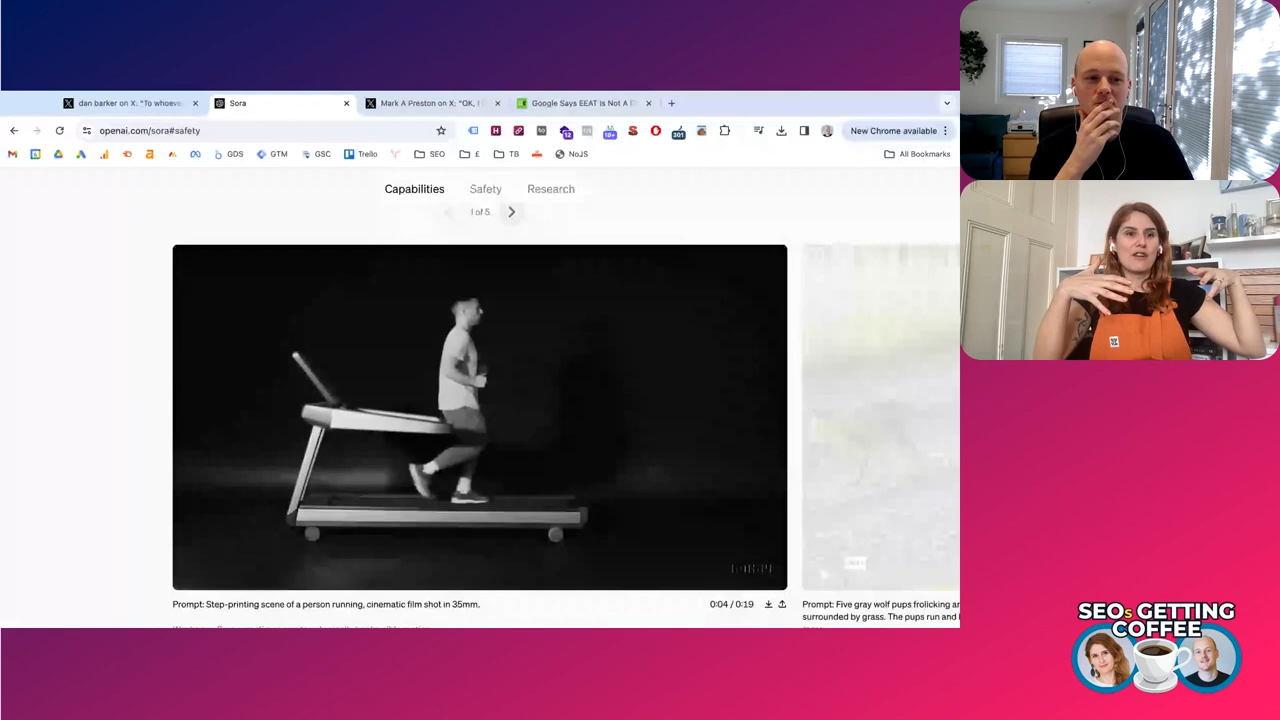 dan barker on X: "To whoeve
Sora
Mark A Preston on X: "OK, I
Google Says EEAT is Not A
openai.com/sora#safety
New Chrome available
GDS
GTM
GSC
Trello
SEO
£
TB
NoJS
All Bookmarks
Capabilities
Safety
Research
1 of 5
Prompt: Step-printing scene of a person running, cinematic film shot in 35mm.
0:04 / 0:19
Prompt: Five gray wolf pups frolicking
surrounded by grass. The pups run and
SEOs GETTING
COFFEE